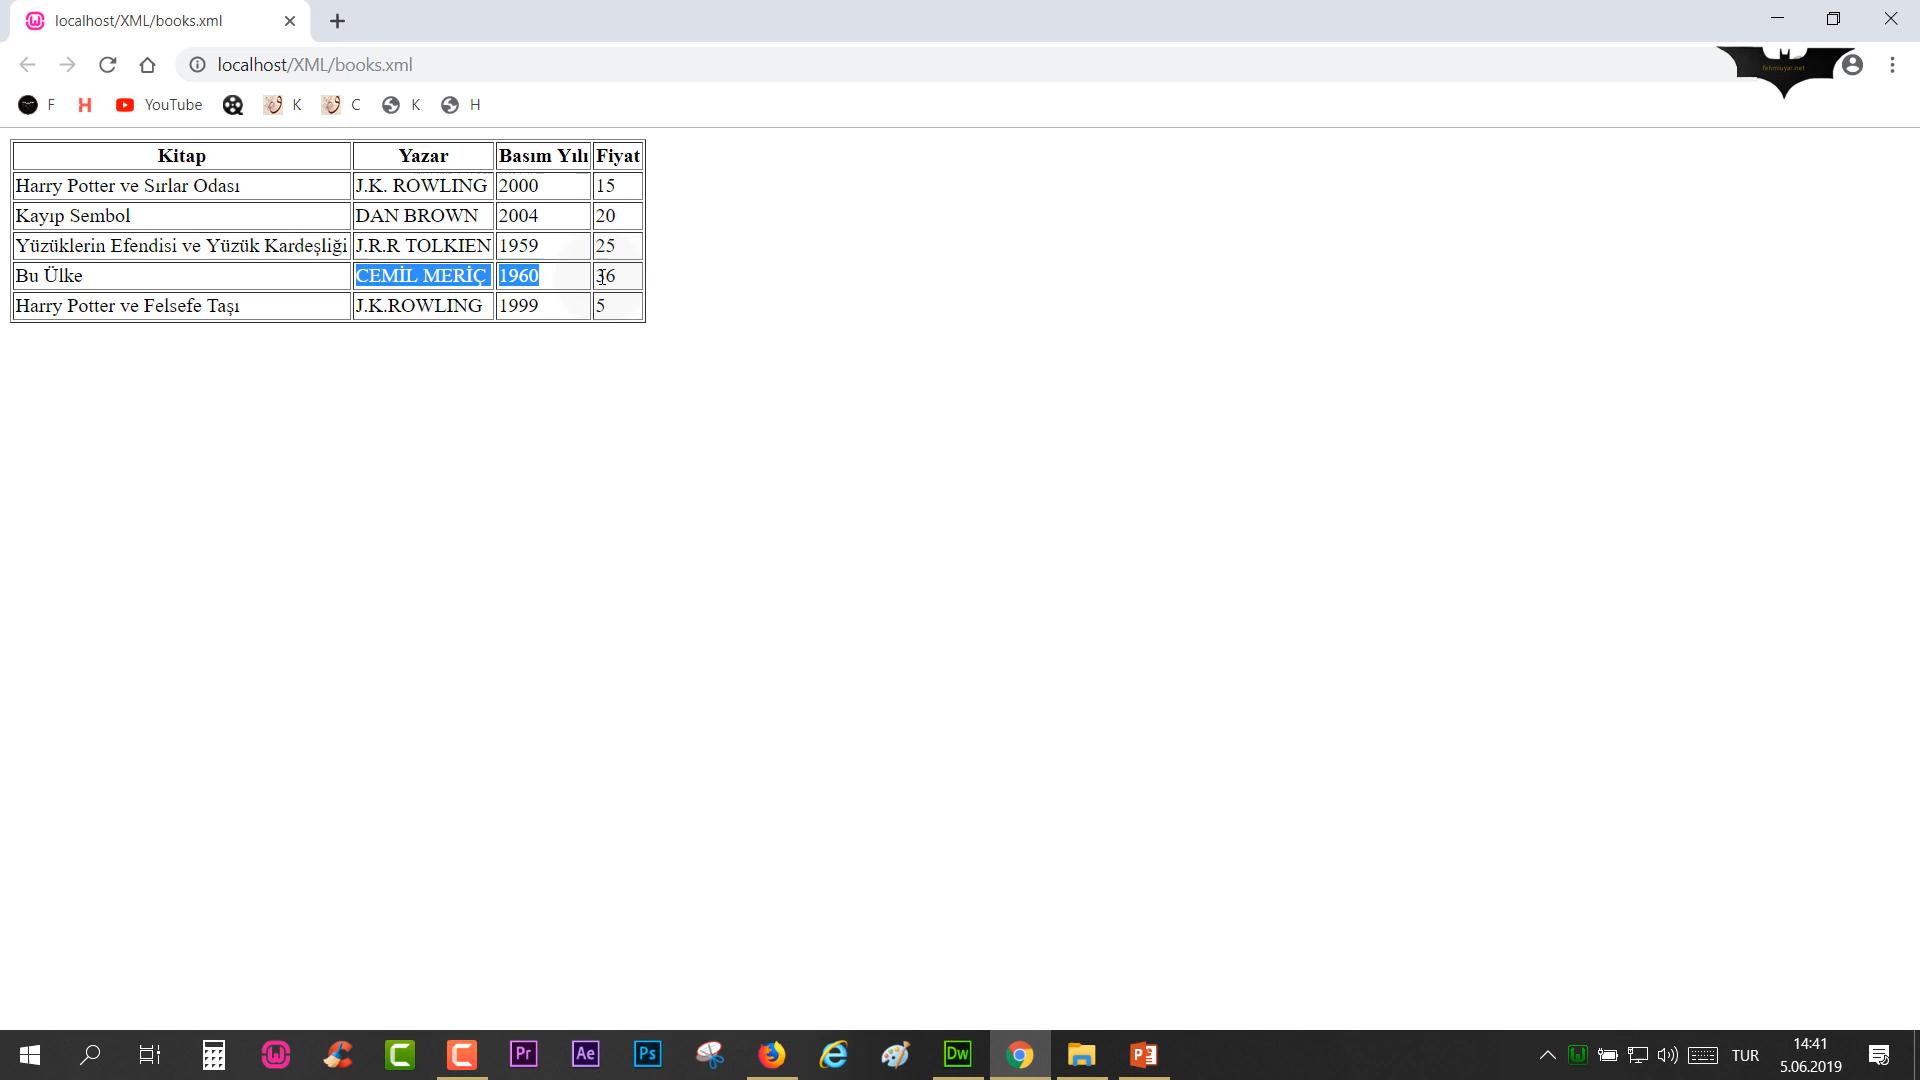 localhost/XML/books.xml
localhost/XML/books.xml
fehmiuyar.net
F H YouTube K C K H
Kitap Yazar Basım Yılı Fiyat
Harry Potter ve Sırlar Odası J.K. ROWLING 2000 15
Kayıp Sembol DAN BROWN 2004 20
Yüzüklerin Efendisi ve Yüzük Kardeşliği J.R.R TOLKIEN 1959 25
Bu Ülke CEMİL MERİÇ 1960 36
Harry Potter ve Felsefe Taşı J.K.ROWLING 1999 5
Pr Ae Ps Dw TUR 14:41
5.06.2019